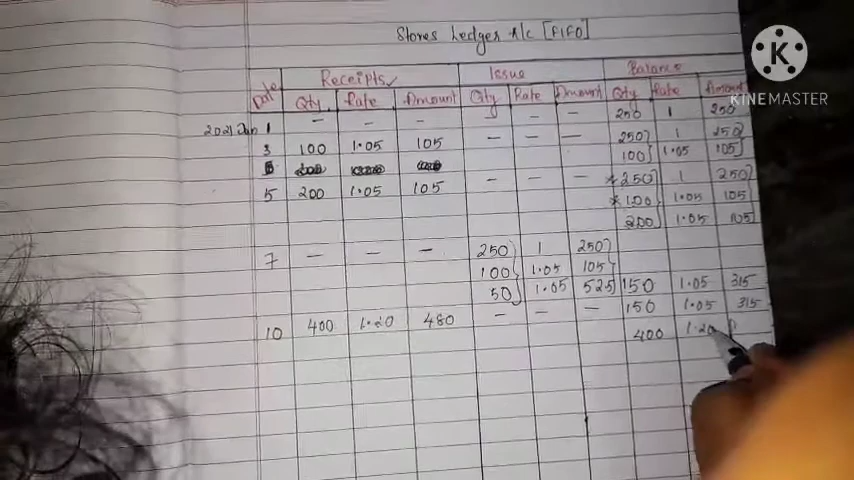 Stores Ledger A/c [FIFO]
Receipts Issue Balance
Date Qty Rate Amount Qty Rate Amount Qty Rate Amount
2021 Jan 1 - - - - - - 250 1 250
3 100 1.05 105 - - - 250 1 250
100 1.05 105
5 200 1.05 105 - - - *250 1 250
*100 1.05 105
200 1.05 105
7 - - - 250 1 250
100 1.05 105
50 1.05 525 150 1.05 315
150 1.05 315
10 400 1.20 480 - - -
400 1.20
K
KINEMASTER